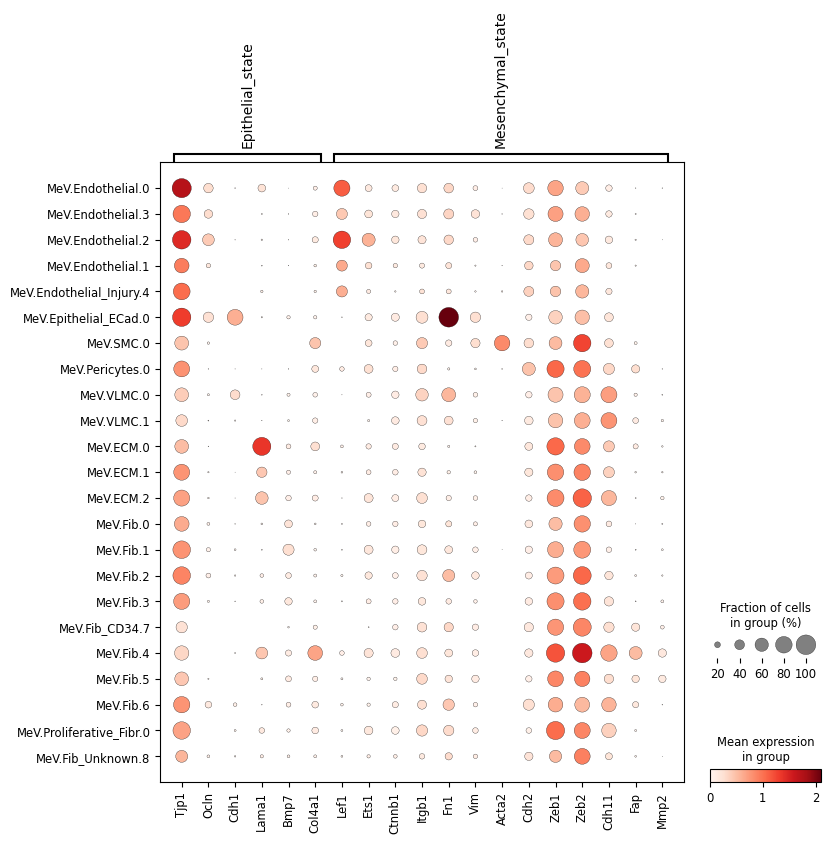 Epithelial_state
Mesenchymal_state
MeV.Endothelial.0
MeV.Endothelial.3
MeV.Endothelial.2
MeV.Endothelial.1
MeV.Endothelial_Injury.4
MeV.Epithelial_ECad.0
MeV.SMC.0
MeV.Pericytes.0
MeV.VLMC.0
MeV.VLMC.1
MeV.ECM.0
MeV.ECM.1
MeV.ECM.2
MeV.Fib.0
MeV.Fib.1
MeV.Fib.2
MeV.Fib.3
MeV.Fib_CD34.7
MeV.Fib.4
MeV.Fib.5
MeV.Fib.6
MeV.Proliferative_Fibr.0
MeV.Fib_Unknown.8
Tjp1
Ocln
Cdh1
Lama1
Bmp7
Col4a1
Lef1
Ets1
Ctnnb1
Itgb1
Fn1
Vim
Acta2
Cdh2
Zeb1
Zeb2
Cdh11
Fap
Mmp2
Fraction of cells
in group (%)
20 40 60 80 100
Mean expression
in group
0 1 2